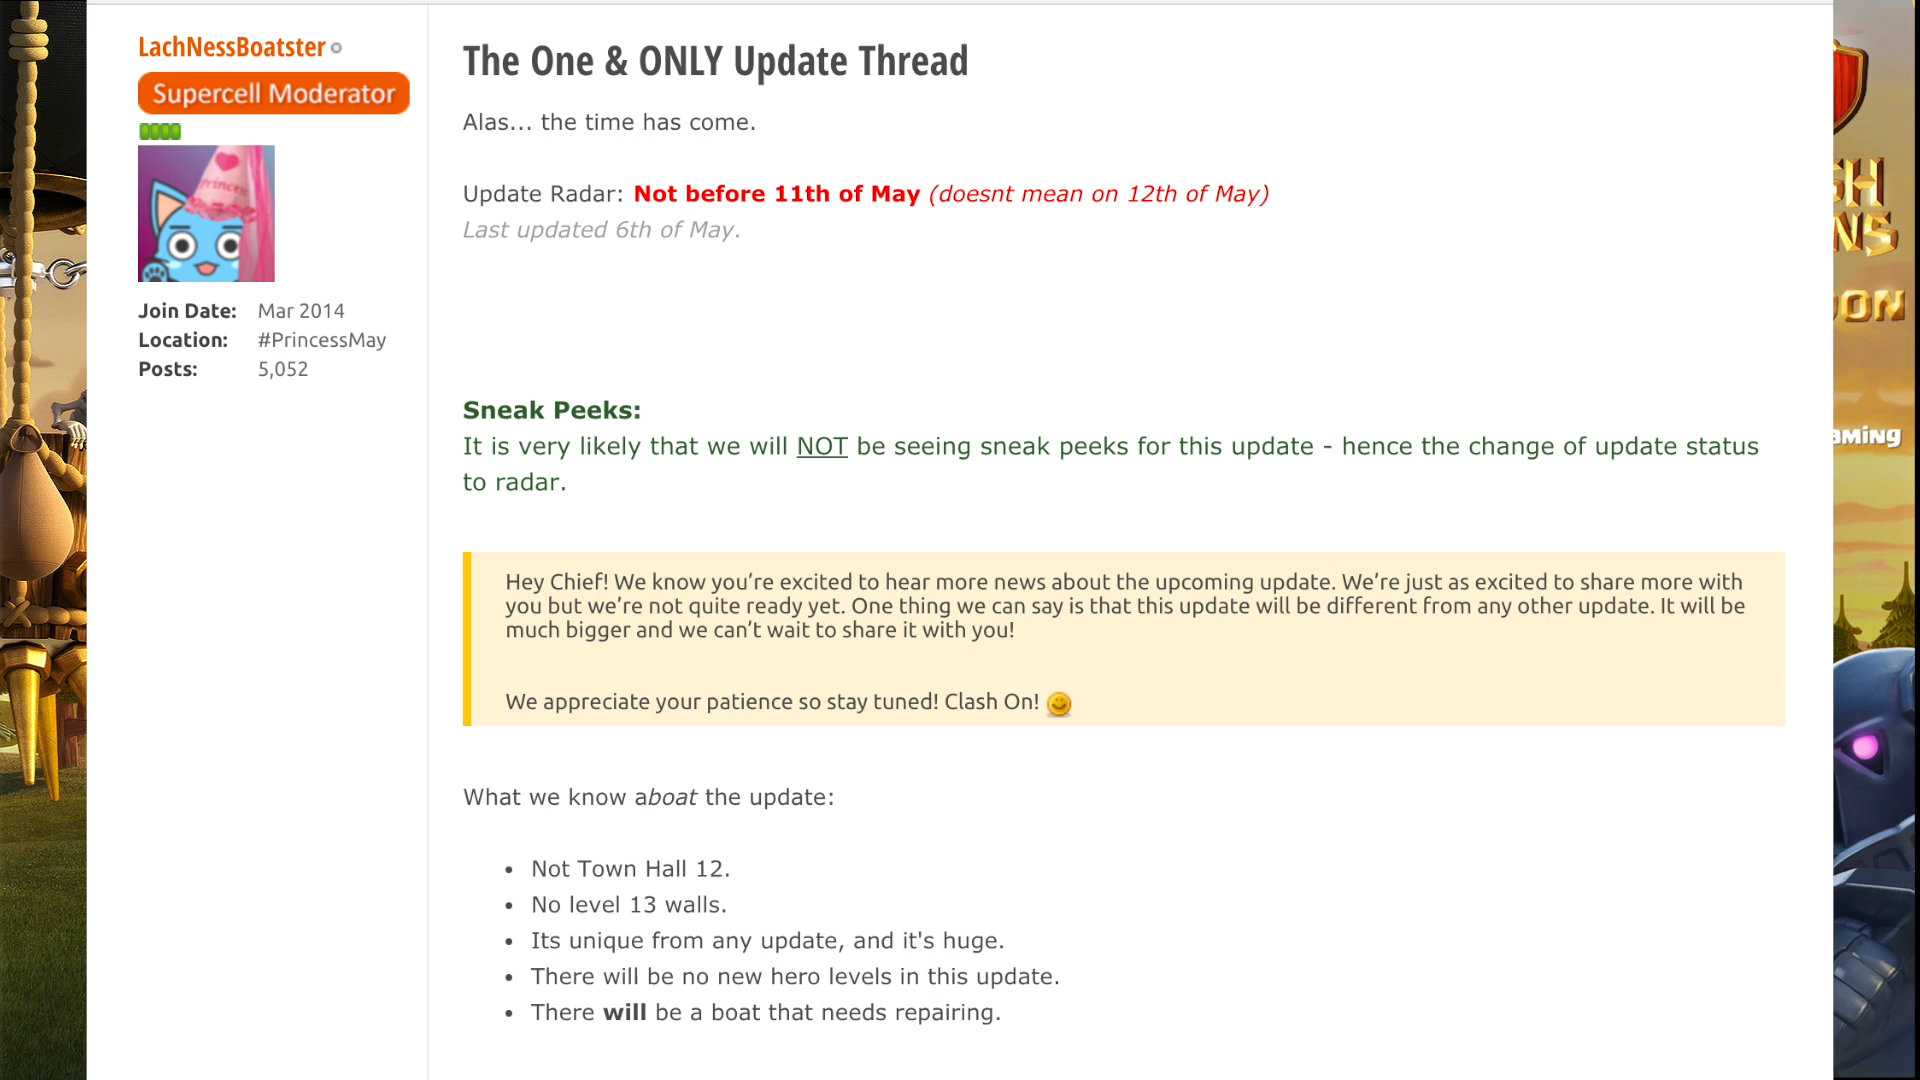 LachNessBoatster
Supercell Moderator
Princess
Join Date: Mar 2014
Location: #PrincessMay
Posts: 5,052
The One & ONLY Update Thread
Alas... the time has come.
Update Radar: Not before 11th of May (doesnt mean on 12th of May)
Last updated 6th of May.
Sneak Peeks:
It is very likely that we will NOT be seeing sneak peeks for this update - hence the change of update status
to radar.
Hey Chief! We know you’re excited to hear more news about the upcoming update. We’re just as excited to share more with
you but we’re not quite ready yet. One thing we can say is that this update will be different from any other update. It will be
much bigger and we can’t wait to share it with you!
We appreciate your patience so stay tuned! Clash On!
What we know aboat the update:
• Not Town Hall 12.
• No level 13 walls.
• Its unique from any update, and it's huge.
• There will be no new hero levels in this update.
• There will be a boat that needs repairing.